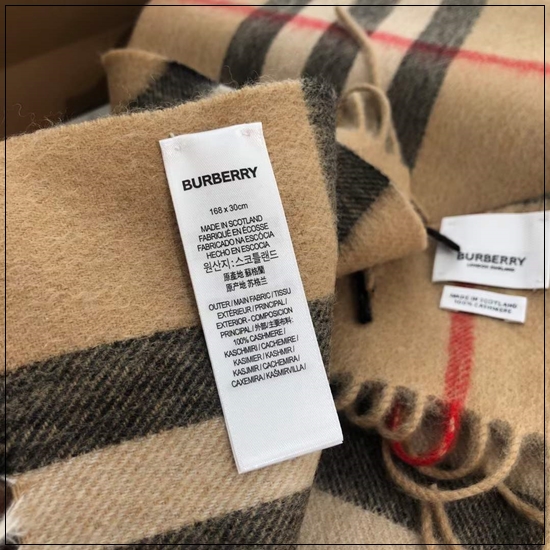 BURBERRY
168 x 30cm
MADE IN SCOTLAND
FABRIQUÉ EN ÉCOSSE
FABRICADO NA ESCÓCIA
HECHO EN ESCOCIA
원산지: 스코틀랜드
原產地 蘇格蘭
原产地 苏格兰
OUTER / MAIN FABRIC / TISSU
EXTÉRIEUR / PRINCIPAL /
EXTERIOR - COMPOSICION
PRINCIPAL / 外部/主要布料:
100% CASHMERE /
KASCHMIR / CACHEMIRE /
KASIMIER / KASHMIR /
KASJMIR / CACHEMIRA /
CAXEMIRA / KAŠMIRVILLA /
BURBERRY
LONDON ENGLAND
MADE IN SCOTLAND
100% CASHMERE